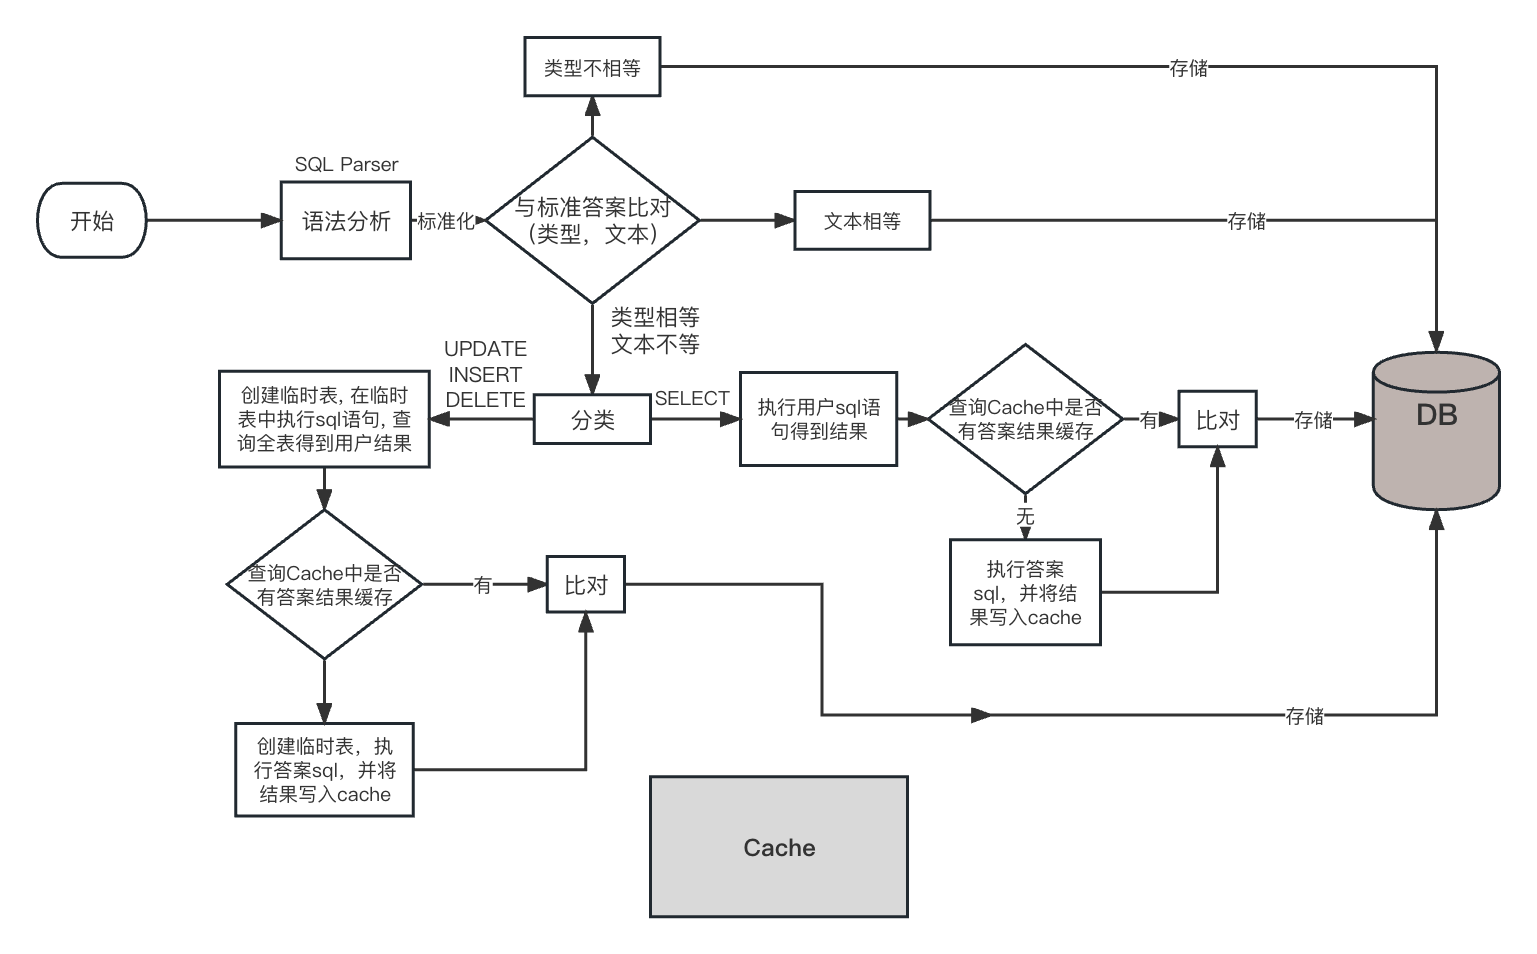 类型不相等
存储
SQL Parser
开始
语法分析
标准化
与标准答案比对
（类型，文本）
文本相等
存储
类型相等
文本不等
UPDATE
INSERT
DELETE
创建临时表, 在临时
表中执行sql语句, 查
询全表得到用户结果
分类
SELECT
执行用户sql语
句得到结果
查询Cache中是否
有答案结果缓存
有
比对
存储
DB
无
执行答案
sql，并将结
果写入cache
查询Cache中是否
有答案结果缓存
有
比对
存储
创建临时表，执
行答案sql，并将
结果写入cache
Cache